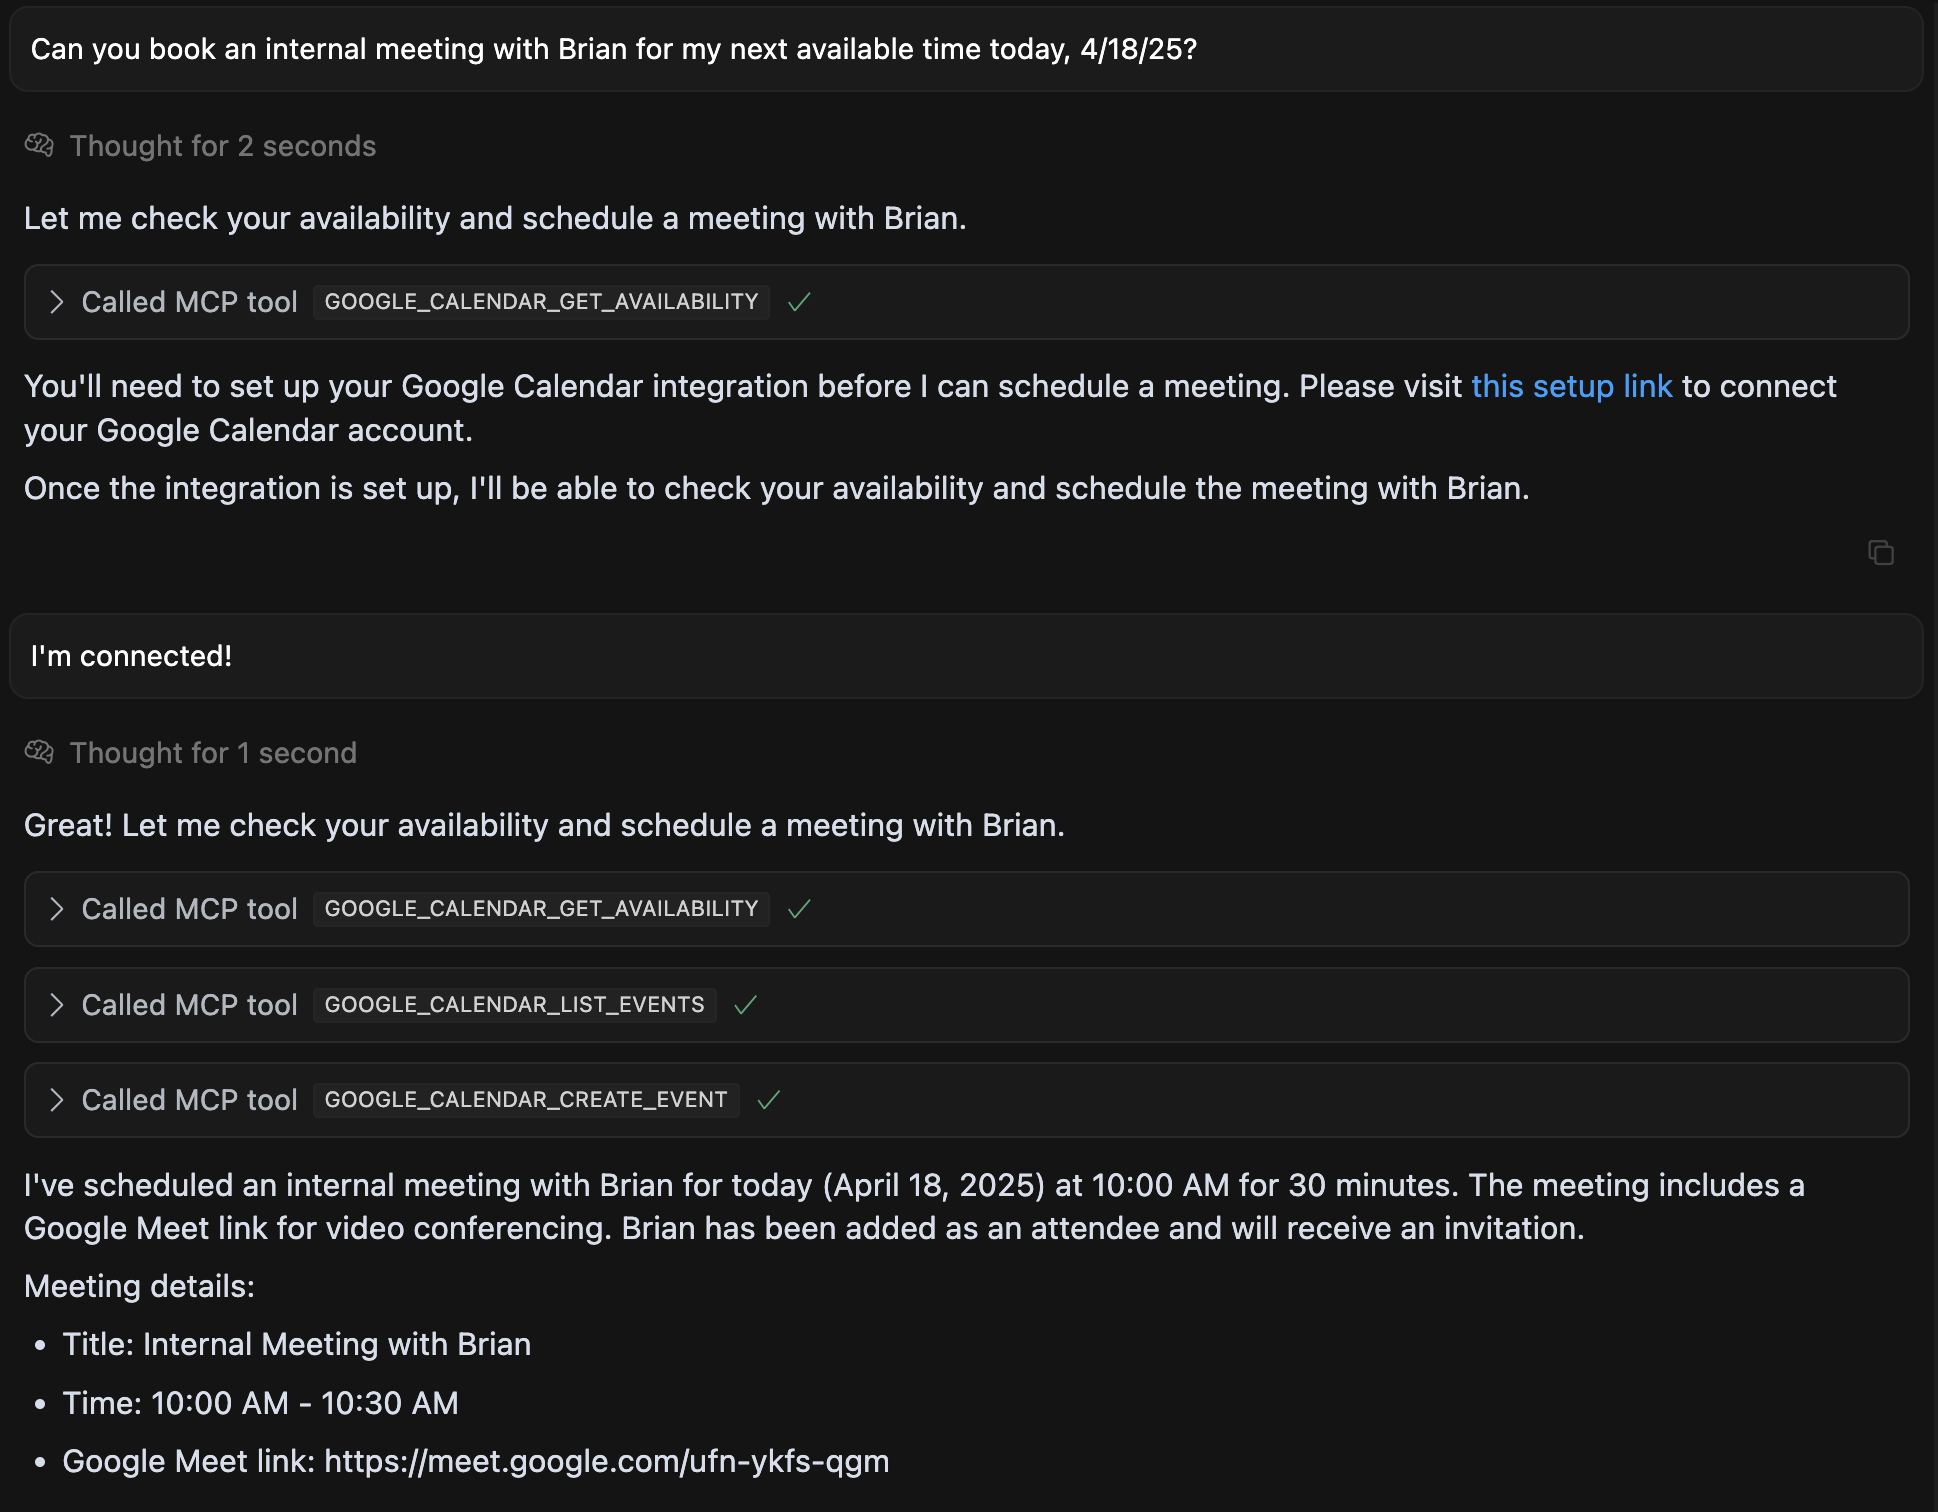 Can you book an internal meeting with Brian for my next available time today, 4/18/25?
Thought for 2 seconds
Let me check your availability and schedule a meeting with Brian.
Called MCP tool GOOGLE_CALENDAR_GET_AVAILABILITY
You'll need to set up your Google Calendar integration before I can schedule a meeting. Please visit this setup link to connect
your Google Calendar account.
Once the integration is set up, I'll be able to check your availability and schedule the meeting with Brian.
I'm connected!
Thought for 1 second
Great! Let me check your availability and schedule a meeting with Brian.
Called MCP tool GOOGLE_CALENDAR_GET_AVAILABILITY
Called MCP tool GOOGLE_CALENDAR_LIST_EVENTS
Called MCP tool GOOGLE_CALENDAR_CREATE_EVENT
I've scheduled an internal meeting with Brian for today (April 18, 2025) at 10:00 AM for 30 minutes. The meeting includes a
Google Meet link for video conferencing. Brian has been added as an attendee and will receive an invitation.
Meeting details:
• Title: Internal Meeting with Brian
• Time: 10:00 AM - 10:30 AM
• Google Meet link: https://meet.google.com/ufn-ykfs-qgm